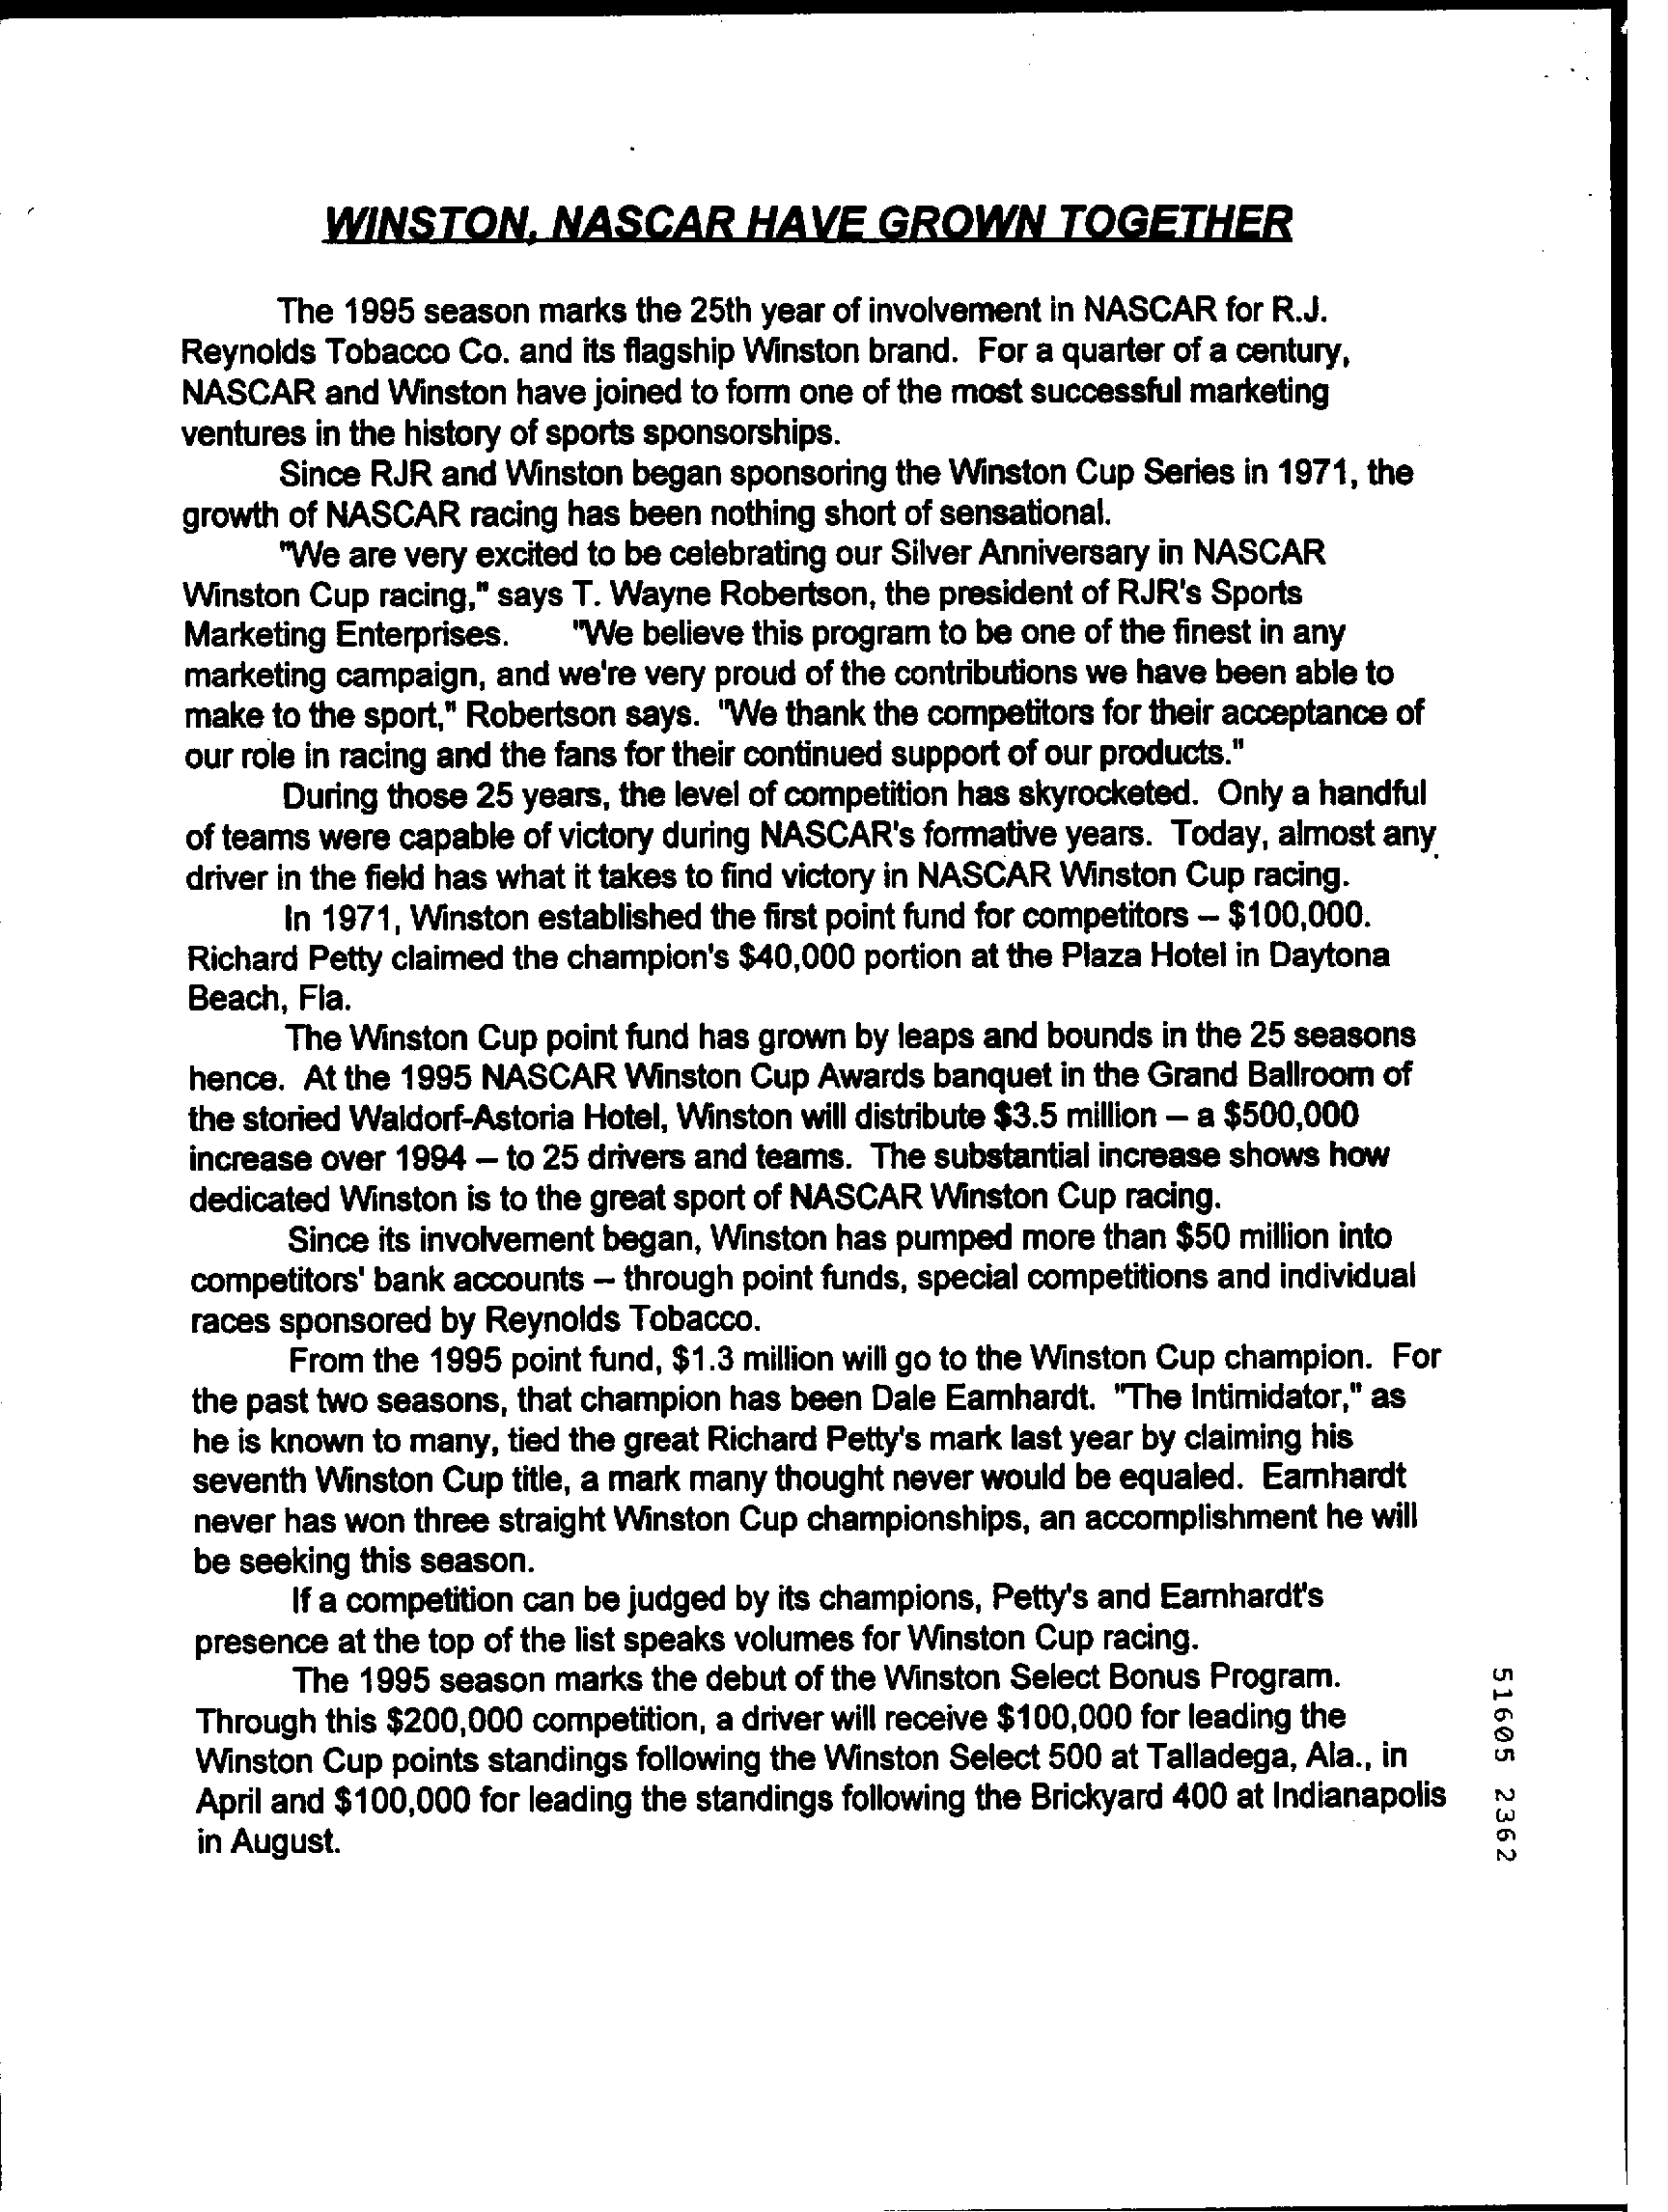 WINSTON, NASCAR HAVE GROWN TOGETHER
The 1995 season marks the 25th year of involvement in NASCAR for R.J.
Reynolds Tobacco Co. and its flagship Winston brand. For a quarter of a century,
NASCAR and Winston have joined to form one of the most successful marketing
ventures in the history of sports sponsorships.
Since RJR and Winston began sponsoring the Winston Cup Series in 1971, the
growth of NASCAR racing has been nothing short of sensational.
"We are very excited to be celebrating our Silver Anniversary in NASCAR
Winston Cup racing," says T. Wayne Robertson, the president of RJR's Sports
Marketing Enterprises. "We believe this program to be one of the finest in any
marketing campaign, and we're very proud of the contributions we have been able to
make to the sport," Robertson says. "We thank the competitors for their acceptance of
our role in racing and the fans for their continued support of our products."
During those 25 years, the level of competition has skyrocketed. Only a handful
of teams were capable of victory during NASCAR's formative years. Today, almost any
driver in the field has what it takes to find victory in NASCAR Winston Cup racing.
In 1971, Winston established the first point fund for competitors – $100,000.
Richard Petty claimed the champion's $40,000 portion at the Plaza Hotel in Daytona
Beach, Fla.
The Winston Cup point fund has grown by leaps and bounds in the 25 seasons
hence. At the 1995 NASCAR Winston Cup Awards banquet in the Grand Ballroom of
the storied Waldorf-Astoria Hotel, Winston will distribute $3.5 million – a $500,000
increase over 1994 – to 25 drivers and teams. The substantial increase shows how
dedicated Winston is to the great sport of NASCAR Winston Cup racing.
Since its involvement began, Winston has pumped more than $50 million into
competitors' bank accounts – through point funds, special competitions and individual
races sponsored by Reynolds Tobacco.
From the 1995 point fund, $1.3 million will go to the Winston Cup champion. For
the past two seasons, that champion has been Dale Earnhardt. "The Intimidator," as
he is known to many, tied the great Richard Petty's mark last year by claiming his
seventh Winston Cup title, a mark many thought never would be equaled. Earnhardt
never has won three straight Winston Cup championships, an accomplishment he will
be seeking this season.
If a competition can be judged by its champions, Petty's and Earnhardt's
presence at the top of the list speaks volumes for Winston Cup racing.
The 1995 season marks the debut of the Winston Select Bonus Program.
Through this $200,000 competition, a driver will receive $100,000 for leading the
Winston Cup points standings following the Winston Select 500 at Talladega, Ala., in
April and $100,000 for leading the standings following the Brickyard 400 at Indianapolis
in August.
51605 2362